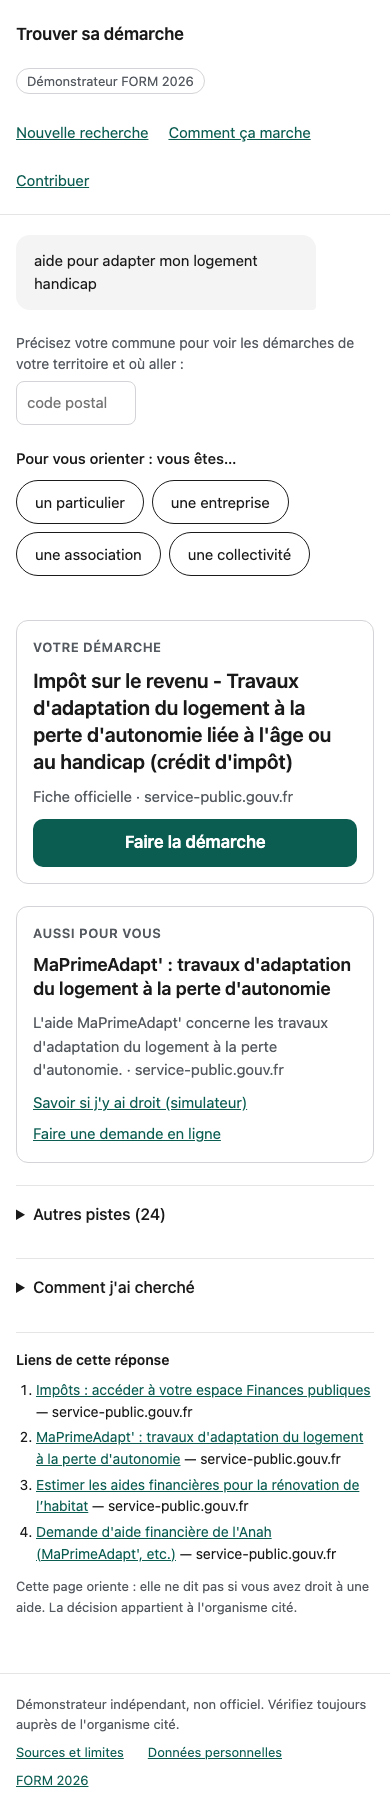 Trouver sa démarche
Démonstrateur FORM 2026
Nouvelle recherche Comment ça marche
Contribuer
aide pour adapter mon logement
handicap
Précisez votre commune pour voir les démarches de
votre territoire et où aller :
code postal
Pour vous orienter : vous êtes...
un particulier une entreprise
une association une collectivité
VOTRE DÉMARCHE
Impôt sur le revenu - Travaux
d'adaptation du logement à la
perte d'autonomie liée à l'âge ou
au handicap (crédit d'impôt)
Fiche officielle · service-public.gouv.fr
Faire la démarche
AUSSI POUR VOUS
MaPrimeAdapt' : travaux d'adaptation
du logement à la perte d'autonomie
L'aide MaPrimeAdapt' concerne les travaux
d'adaptation du logement à la perte
d'autonomie. · service-public.gouv.fr
Savoir si j'y ai droit (simulateur)
Faire une demande en ligne
Autres pistes (24)
Comment j'ai cherché
Liens de cette réponse
1. Impôts : accéder à votre espace Finances publiques
— service-public.gouv.fr
2. MaPrimeAdapt' : travaux d'adaptation du logement
à la perte d'autonomie — service-public.gouv.fr
3. Estimer les aides financières pour la rénovation de
l’habitat — service-public.gouv.fr
4. Demande d'aide financière de l'Anah
(MaPrimeAdapt', etc.) — service-public.gouv.fr
Cette page oriente : elle ne dit pas si vous avez droit à une
aide. La décision appartient à l'organisme cité.
Démonstrateur indépendant, non officiel. Vérifiez toujours
auprès de l'organisme cité.
Sources et limites Données personnelles
FORM 2026